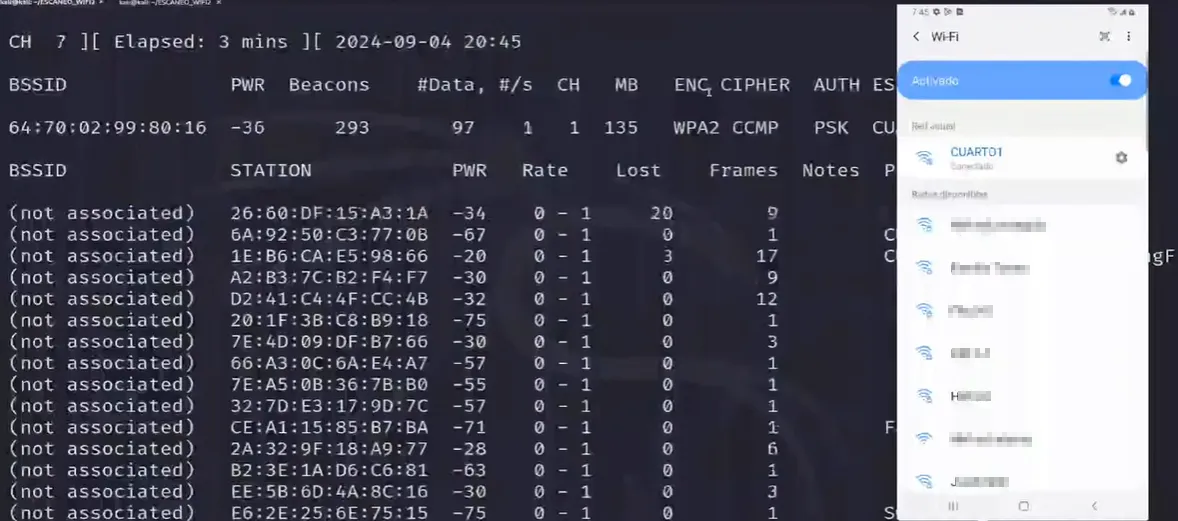 CH 7 ][ Elapsed: 3 mins ][ 2024-09-04 20:45
BSSID PWR Beacons #Data, #/s CH MB ENC CIPHER AUTH ES
64:70:02:99:80:16 -36 293 97 1 1 135 WPA2 CCMP PSK CU
BSSID STATION PWR Rate Lost Frames Notes P
(not associated) 26:60:DF:15:A3:1A -34 0 - 1 20 9
(not associated) 6A:92:50:C3:77:0B -67 0 - 1 0 1 C
(not associated) 1E:B6:CA:E5:98:66 -20 0 - 1 3 17 ngF
(not associated) A2:B3:7C:B2:F4:F7 -30 0 - 1 0 9
(not associated) D2:41:C4:4F:CC:4B -32 0 - 1 0 12
(not associated) 20:1F:3B:C8:B9:18 -75 0 - 1 0 1
(not associated) 7E:4D:09:DF:B7:66 -30 0 - 1 0 3
(not associated) 66:A3:0C:6A:E4:A7 -57 0 - 1 0 1
(not associated) 7E:A5:0B:36:7B:B0 -55 0 - 1 0 1
(not associated) 32:7D:E3:17:9D:7C -57 0 - 1 0 1
(not associated) CE:A1:15:85:B7:BA -71 0 - 1 0 1 Fa
(not associated) 2A:32:9F:18:A9:77 -28 0 - 1 0 6
(not associated) B2:3E:1A:D6:C6:81 -63 0 - 1 0 1
(not associated) EE:5B:6D:4A:8C:16 -30 0 - 1 0 3
(not associated) E6:2E:25:6E:75:15 -75 0 - 1 0 1
7:45
Wi-Fi
Activado
Red actual
CUARTO1
Conectado
Redes disponibles